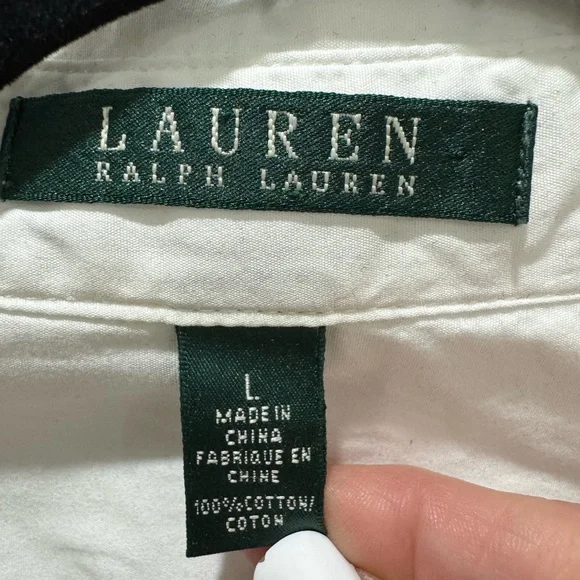 LAUREN
RALPH LAUREN
L
MADE IN
CHINA
FABRIQUE EN
CHINE
100% COTTON/
COTON